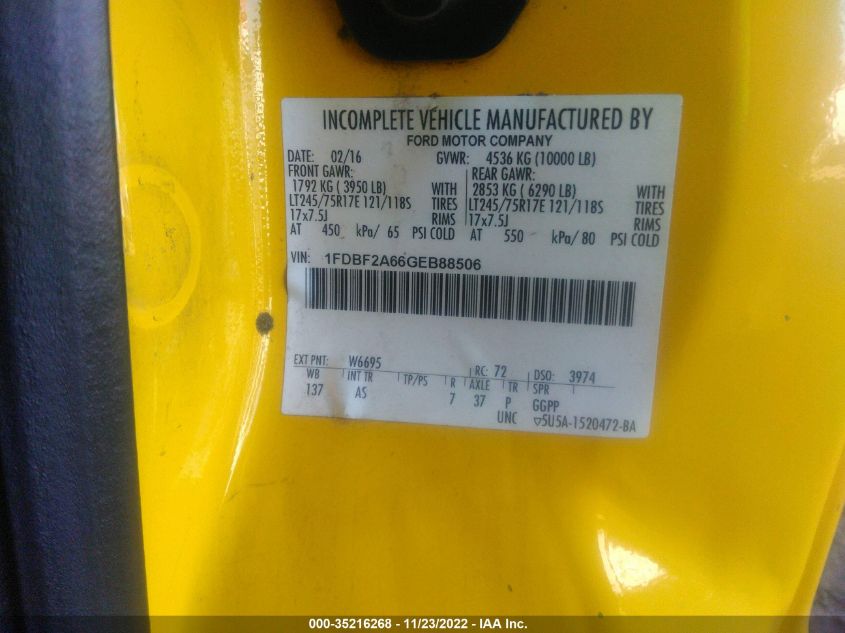 INCOMPLETE VEHICLE MANUFACTURED BY
FORD MOTOR COMPANY
DATE: 02/16 GVWR: 4536 KG (10000 LB)
FRONT GAWR: REAR GAWR:
1792 KG ( 3950 LB) WITH 2853 KG ( 6290 LB) WITH
LT245/75R17E 121/118S TIRES LT245/75R17E 121/118S TIRES
17x7.5J RIMS 17x7.5J RIMS
AT 450 kPa/ 65 PSI COLD AT 550 kPa/ 80 PSI COLD
VIN: 1FDBF2A66GEB88506
EXT PNT: W6695 RC: 72 DSO: 3974
WB INT TR TP/PS R AXLE TR SPR
137 AS 7 37 P GGPP
UNC ▽5U5A-1520472-BA
000-35216268 - 11/23/2022 - IAA Inc.